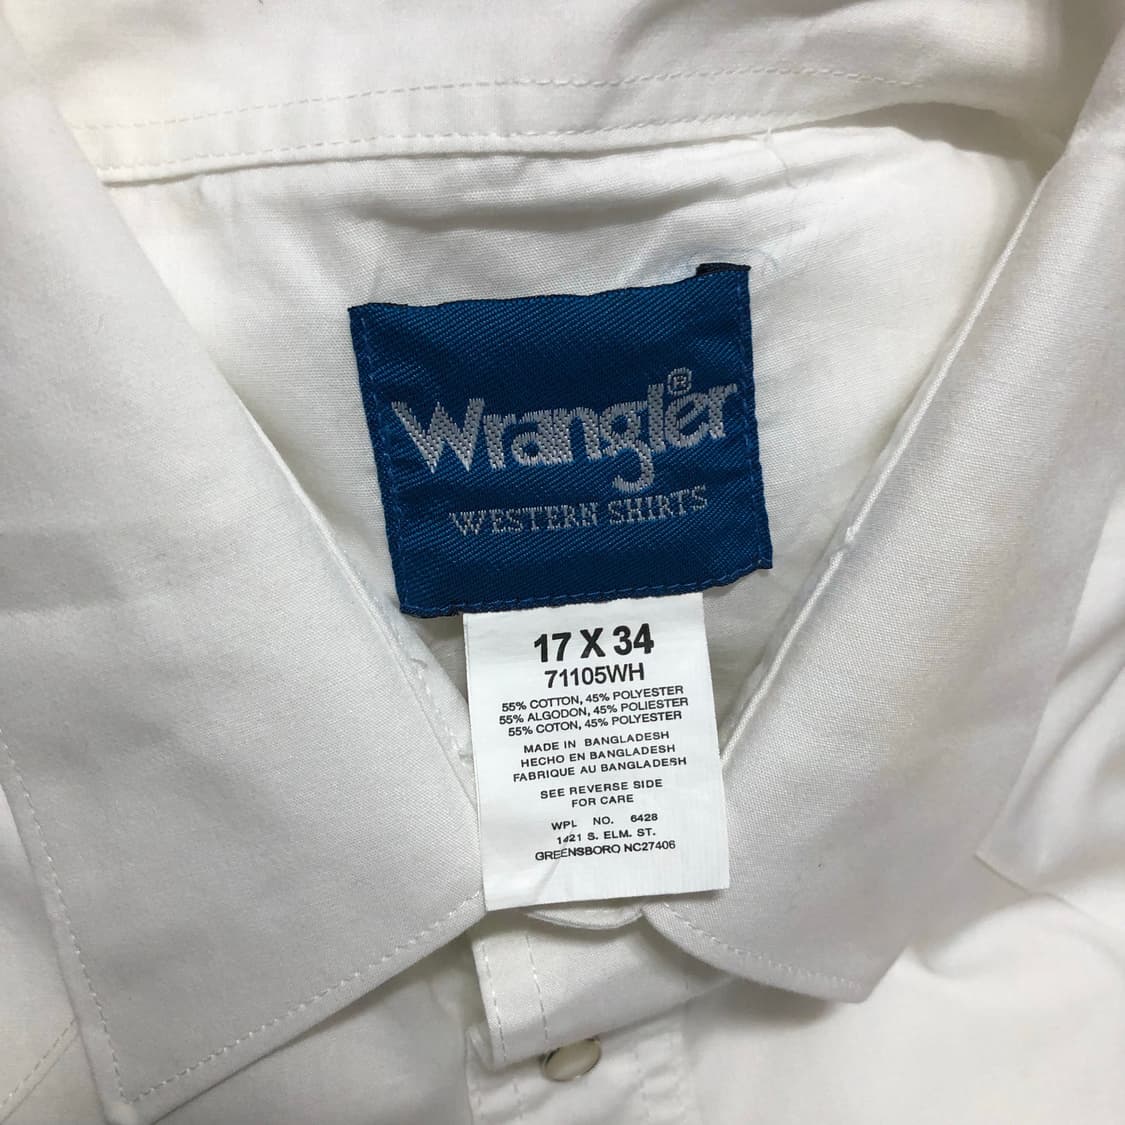 Wrangler®
WESTERN SHIRTS
17 X 34
71105WH
55% COTTON, 45% POLYESTER
55% ALGODON, 45% POLIESTER
55% COTON, 45% POLYESTER
MADE IN BANGLADESH
HECHO EN BANGLADESH
FABRIQUE AU BANGLADESH
SEE REVERSE SIDE
FOR CARE
WPL NO. 6428
1421 S. ELM. ST.
GREENSBORO NC27406